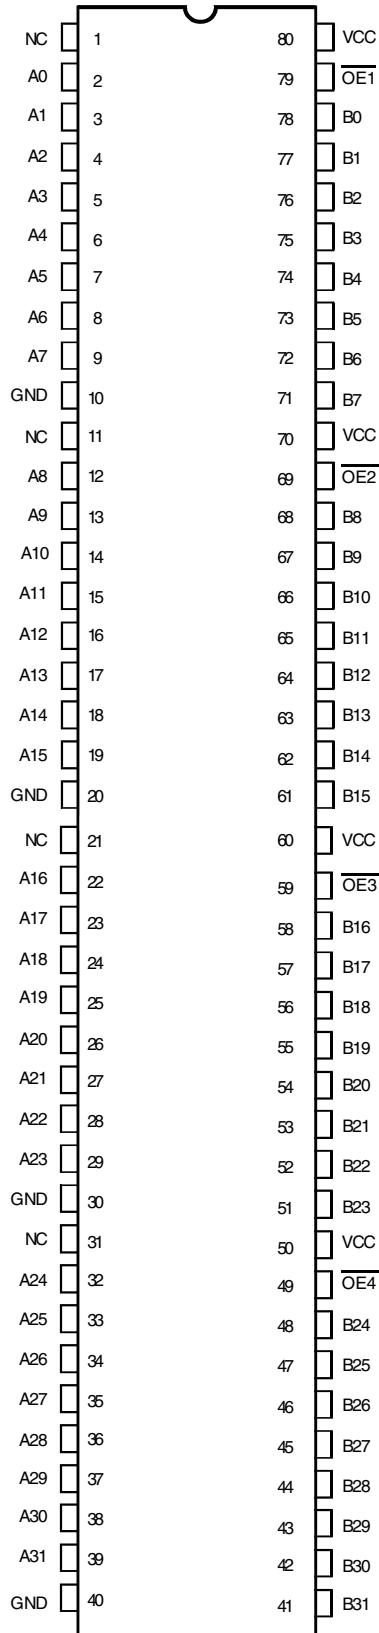 NC 1 80 VCC
A0 2 79 OE1
A1 3 78 B0
A2 4 77 B1
A3 5 76 B2
A4 6 75 B3
A5 7 74 B4
A6 8 73 B5
A7 9 72 B6
GND 10 71 B7
NC 11 70 VCC
A8 12 69 OE2
A9 13 68 B8
A10 14 67 B9
A11 15 66 B10
A12 16 65 B11
A13 17 64 B12
A14 18 63 B13
A15 19 62 B14
GND 20 61 B15
NC 21 60 VCC
A16 22 59 OE3
A17 23 58 B16
A18 24 57 B17
A19 25 56 B18
A20 26 55 B19
A21 27 54 B20
A22 28 53 B21
A23 29 52 B22
GND 30 51 B23
NC 31 50 VCC
A24 32 49 OE4
A25 33 48 B24
A26 34 47 B25
A27 35 46 B26
A28 36 45 B27
A29 37 44 B28
A30 38 43 B29
A31 39 42 B30
GND 40 41 B31